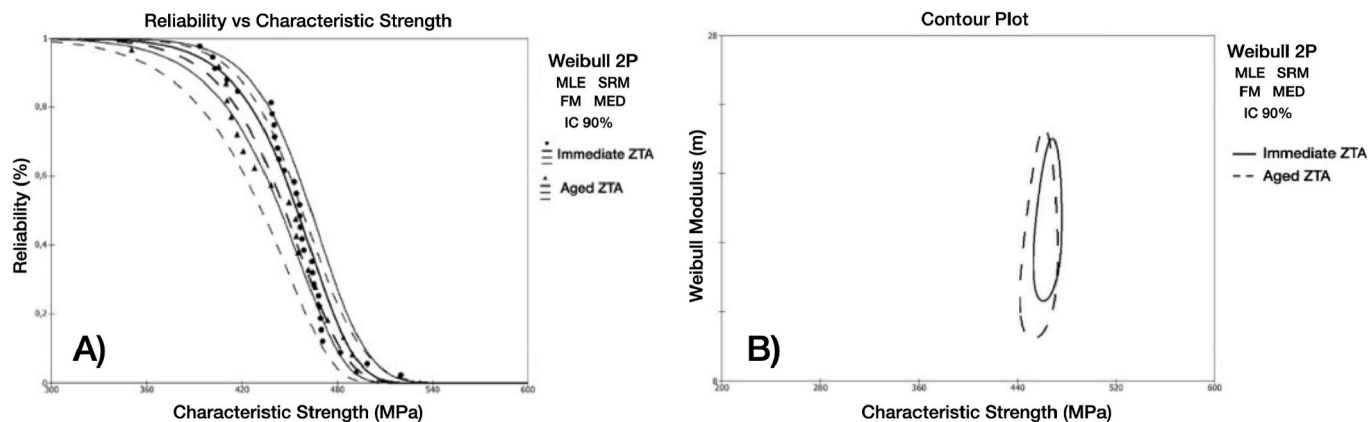 Reliability vs Characteristic Strength
1
0,8
0,6
0,4
0,2
0
300
360
420
480
540
Reliability (%)
Characteristic Strength (MPa)
A)
Weibull 2P
MLE SRM
FM MED
IC 90%
Immediate ZTA
Aged ZTA
Contour Plot
28
8
200
280
360
440
520
600
Weibull Modulus (m)
Characteristic Strength (MPa)
B)
Weibull 2P
MLE SRM
FM MED
IC 90%
Immediate ZTA
Aged ZTA